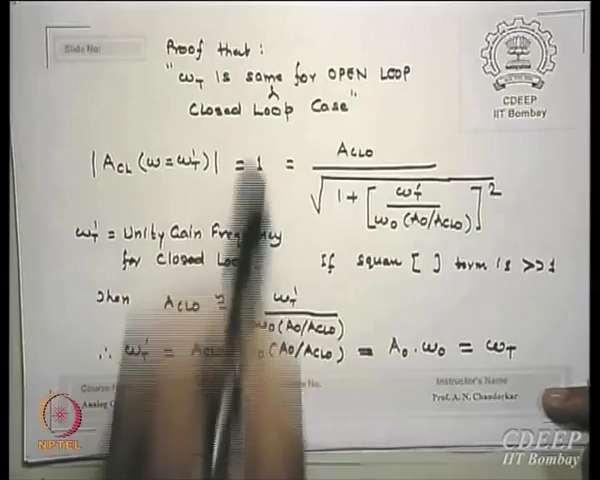 Slide No:
Proof that :
" ωT is same for OPEN LOOP
^
Closed Loop Case"
CDEEP
IIT Bombay
| ACL (ω = ωT') | = 1 = ACLO / √(1 + [ωT' / ω0 (A0/ACLO)]²)
ωT' = Unity Gain Frequency
for Closed Lo
If square [ ] term is >>1
Then ACLO ≅ ωT' / ω0 (A0/ACLO)
∴ ωT' = (A0/ACLO) = A0 . ω0 = ωT
Course
Analog C
No.
Instructor's Name
Prof. A. N. Chandorkar
NPTEL
CDEEP
IIT Bombay